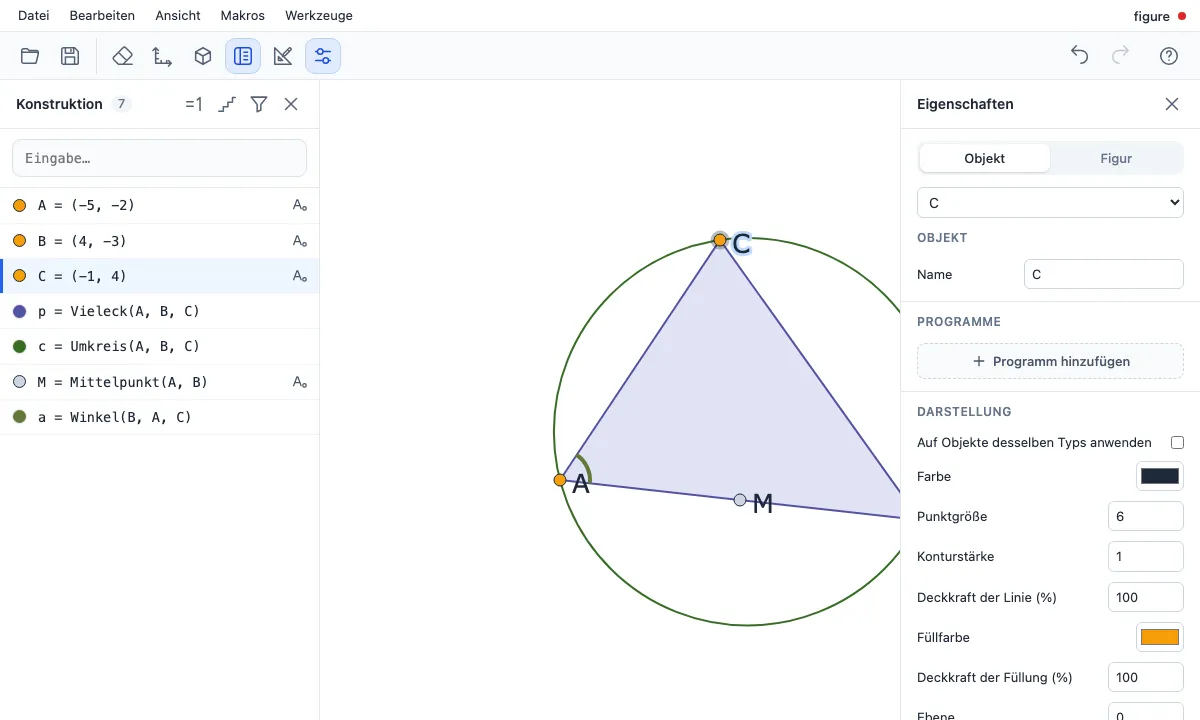 Datei Bearbeiten Ansicht Makros Werkzeuge figure
Konstruktion 7 =1
Eingabe…
A = (−5, −2)
B = (4, −3)
C = (−1, 4)
p = Vieleck(A, B, C)
c = Umkreis(A, B, C)
M = Mittelpunkt(A, B)
a = Winkel(B, A, C)
C
A
M
Eigenschaften
Objekt Figur
C
OBJEKT
Name C
PROGRAMME
+ Programm hinzufügen
DARSTELLUNG
Auf Objekte desselben Typs anwenden
Farbe
Punktgröße 6
Konturstärke 1
Deckkraft der Linie (%) 100
Füllfarbe
Deckkraft der Füllung (%) 100
Ebene 0